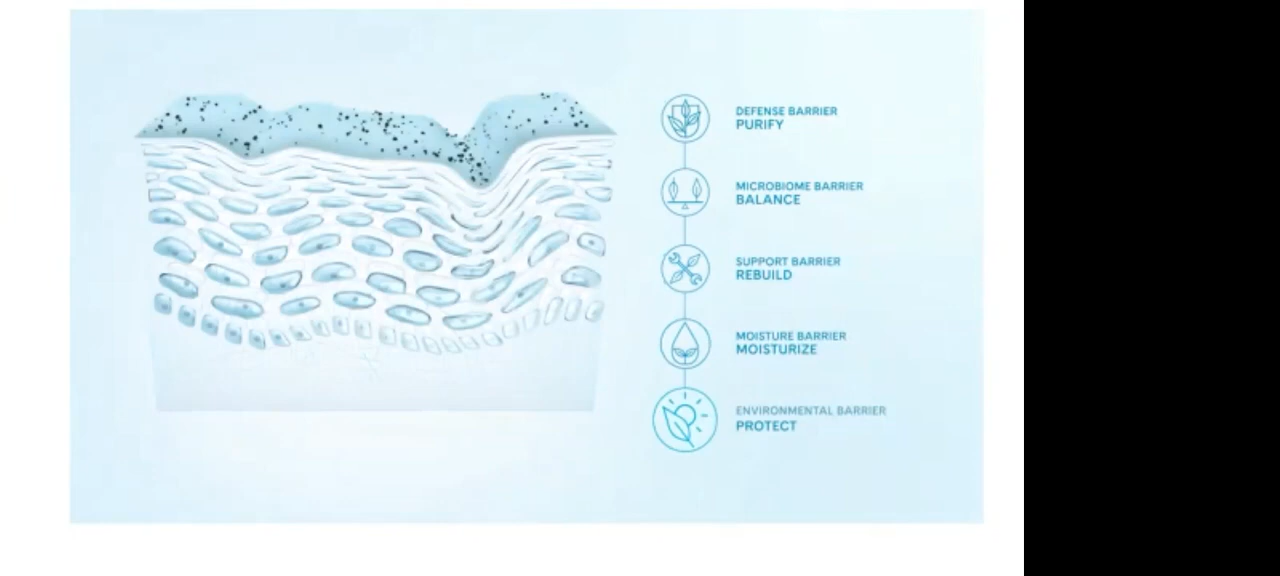 DEFENSE BARRIER
PURIFY
MICROBIOME BARRIER
BALANCE
SUPPORT BARRIER
REBUILD
MOISTURE BARRIER
MOISTURIZE
ENVIRONMENTAL BARRIER
PROTECT